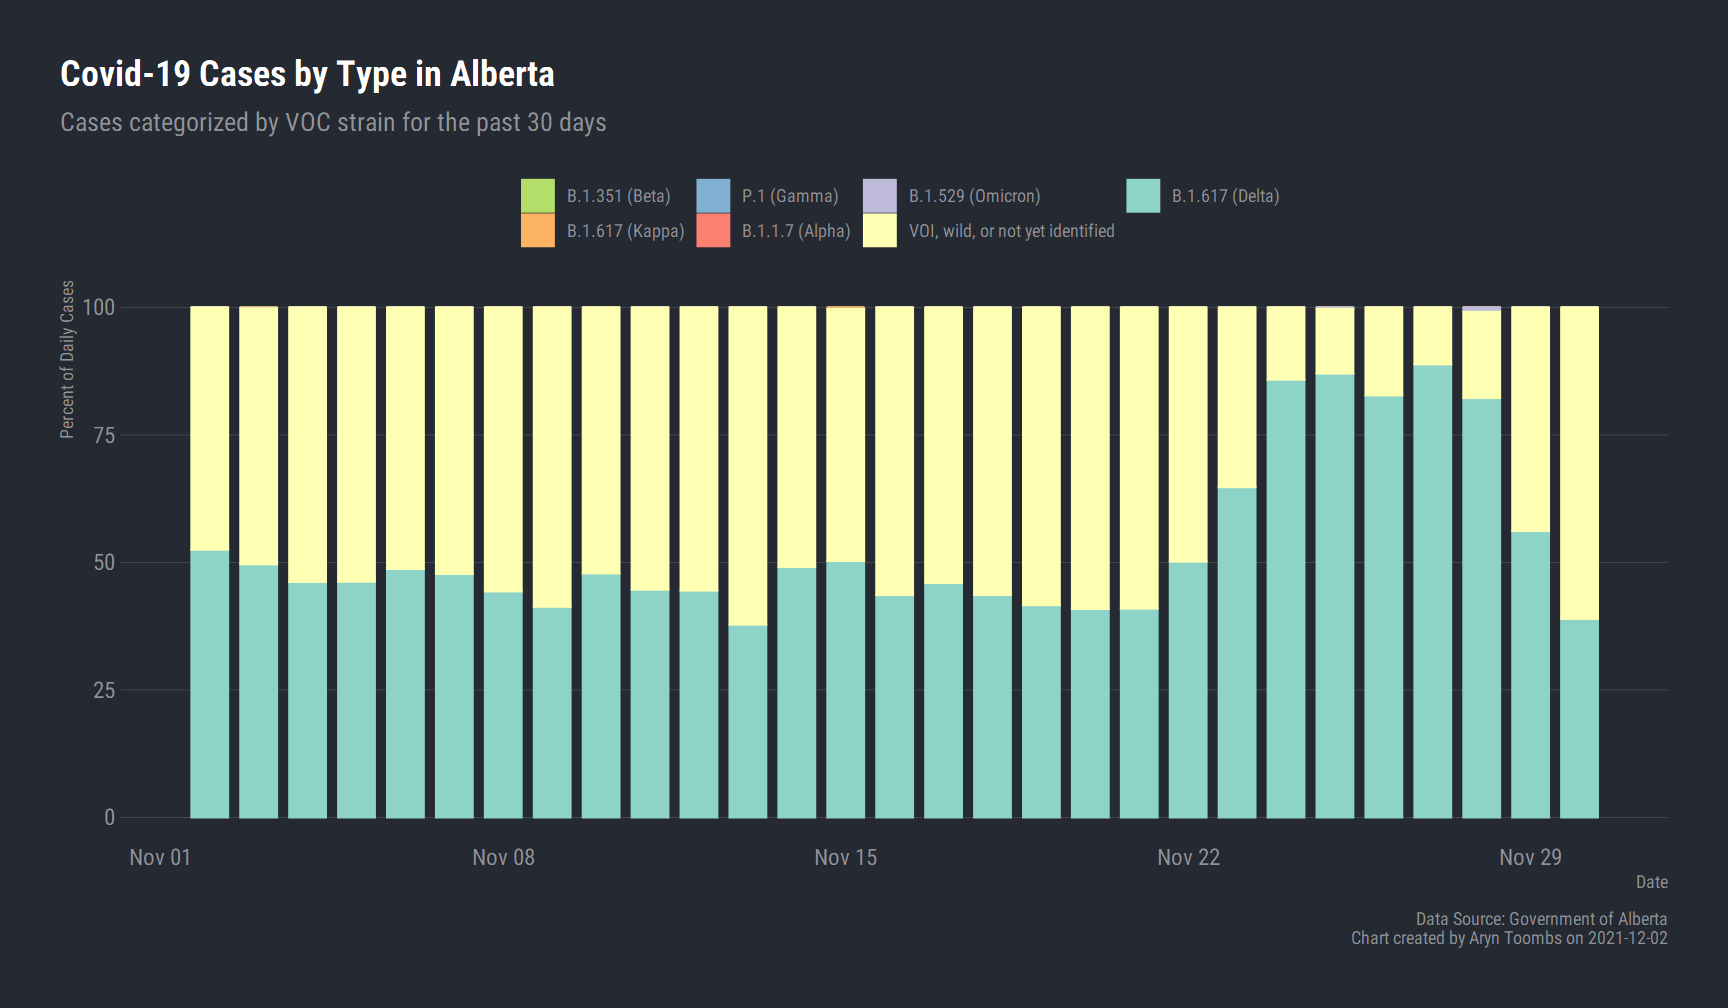 Covid-19 Cases by Type in Alberta
Cases categorized by VOC strain for the past 30 days
B.1.351 (Beta)
P.1 (Gamma)
B.1.529 (Omicron)
B.1.617 (Delta)
B.1.617 (Kappa)
B.1.1.7 (Alpha)
VOI, wild, or not yet identified
Percent of Daily Cases
100
75
50
25
0
Nov 01
Nov 08
Nov 15
Nov 22
Nov 29
Date
Data Source: Government of Alberta
Chart created by Aryn Toombs on 2021-12-02